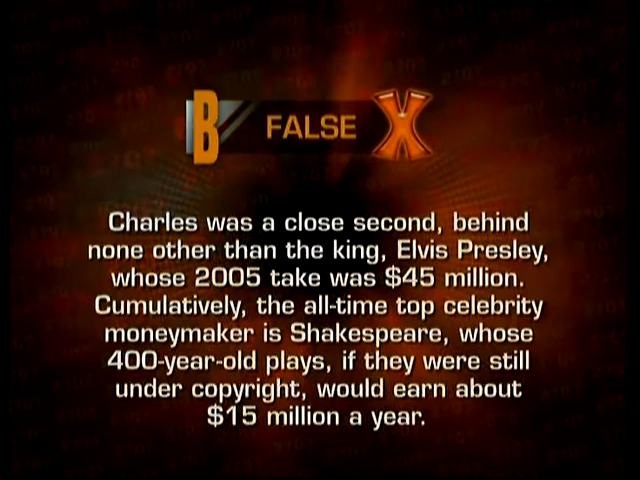 B FALSE X
Charles was a close second, behind
none other than the king, Elvis Presley,
whose 2005 take was $45 million.
Cumulatively, the all-time top celebrity
moneymaker is Shakespeare, whose
400-year-old plays, if they were still
under copyright, would earn about
$15 million a year.